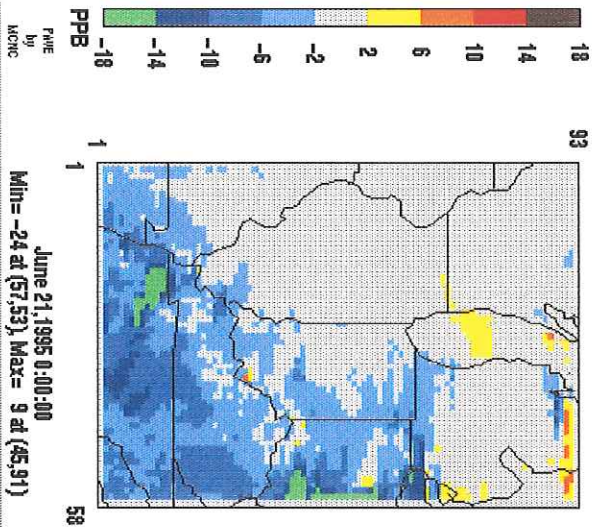 PPB
18
14
10
6
2
-2
-6
-10
-14
-18
PAVE
by
MCNC
93
1
1
58
June 21,1995 0:00:00
Min= -24 at (57,53), Max= 9 at (45,91)